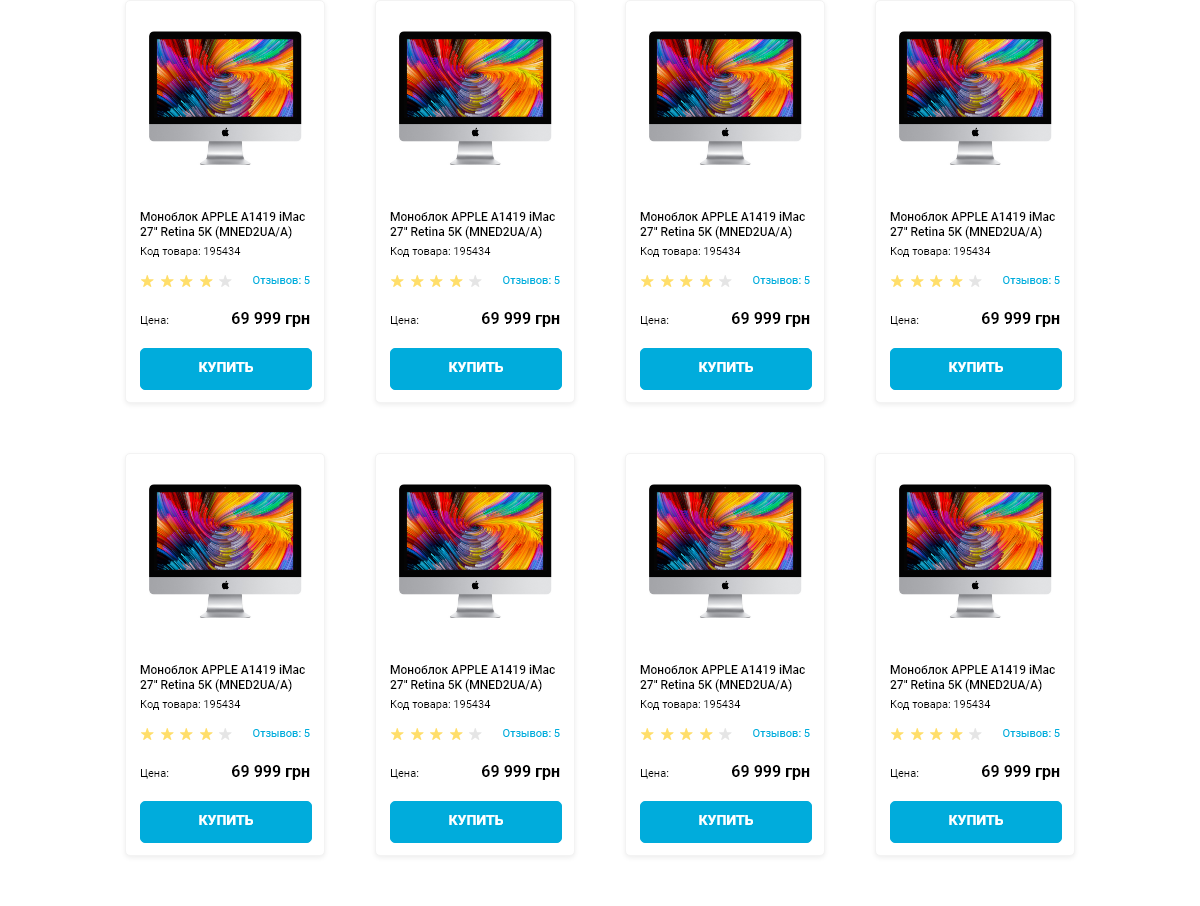 Моноблок APPLE A1419 iMac
27" Retina 5K (MNED2UA/A)
Код товара: 195434
Отзывов: 5
Цена: 69 999 грн
КУПИТЬ
Моноблок APPLE A1419 iMac
27" Retina 5K (MNED2UA/A)
Код товара: 195434
Отзывов: 5
Цена: 69 999 грн
КУПИТЬ
Моноблок APPLE A1419 iMac
27" Retina 5K (MNED2UA/A)
Код товара: 195434
Отзывов: 5
Цена: 69 999 грн
КУПИТЬ
Моноблок APPLE A1419 iMac
27" Retina 5K (MNED2UA/A)
Код товара: 195434
Отзывов: 5
Цена: 69 999 грн
КУПИТЬ
Моноблок APPLE A1419 iMac
27" Retina 5K (MNED2UA/A)
Код товара: 195434
Отзывов: 5
Цена: 69 999 грн
КУПИТЬ
Моноблок APPLE A1419 iMac
27" Retina 5K (MNED2UA/A)
Код товара: 195434
Отзывов: 5
Цена: 69 999 грн
КУПИТЬ
Моноблок APPLE A1419 iMac
27" Retina 5K (MNED2UA/A)
Код товара: 195434
Отзывов: 5
Цена: 69 999 грн
КУПИТЬ
Моноблок APPLE A1419 iMac
27" Retina 5K (MNED2UA/A)
Код товара: 195434
Отзывов: 5
Цена: 69 999 грн
КУПИТЬ